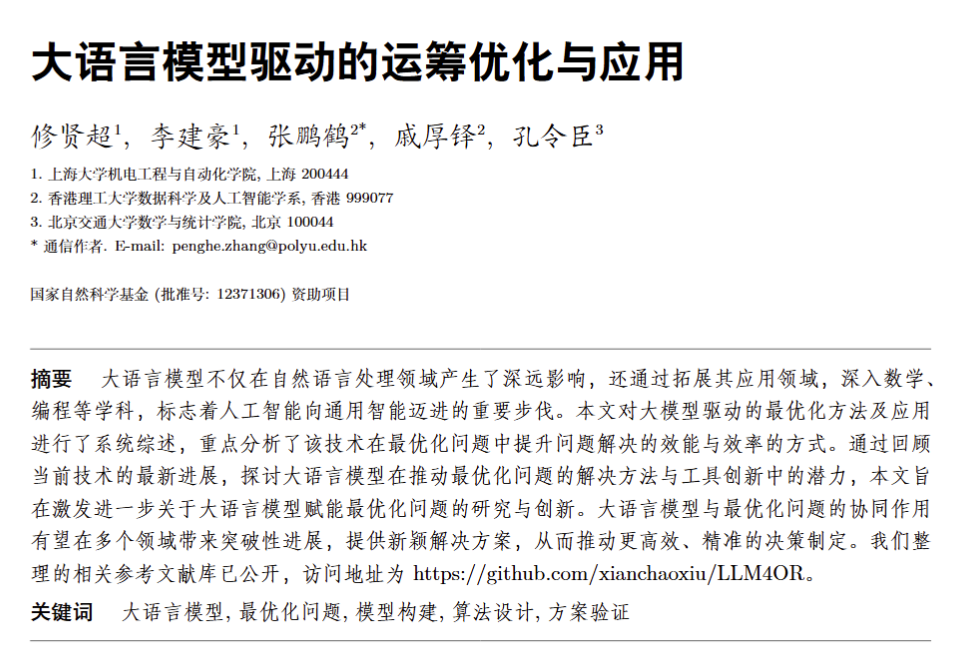 大语言模型驱动的运筹优化与应用
修贤超1, 李建豪1, 张鹏鹤2*, 戚厚铎2, 孔令臣3
1. 上海大学机电工程与自动化学院, 上海 200444
2. 香港理工大学数据科学及人工智能学系, 香港 999077
3. 北京交通大学数学与统计学院, 北京 100044
* 通信作者. E-mail: penghe.zhang@polyu.edu.hk
国家自然科学基金 (批准号: 12371306) 资助项目
摘要 大语言模型不仅在自然语言处理领域产生了深远影响，还通过拓展其应用领域，深入数学、
编程等学科，标志着人工智能向通用智能迈进的重要步伐。本文对大模型驱动的最优化方法及应用
进行了系统综述，重点分析了该技术在最优化问题中提升问题解决的效能与效率的方式。通过回顾
当前技术的最新进展，探讨大语言模型在推动最优化问题的解决方法与工具创新中的潜力，本文旨
在激发进一步关于大语言模型赋能最优化问题的研究与创新。大语言模型与最优化问题的协同作用
有望在多个领域带来突破性进展，提供新颖解决方案，从而推动更高效、精准的决策制定。我们整
理的相关参考文献库已公开，访问地址为 https://github.com/xianchaoxiu/LLM4OR。
关键词 大语言模型, 最优化问题, 模型构建, 算法设计, 方案验证